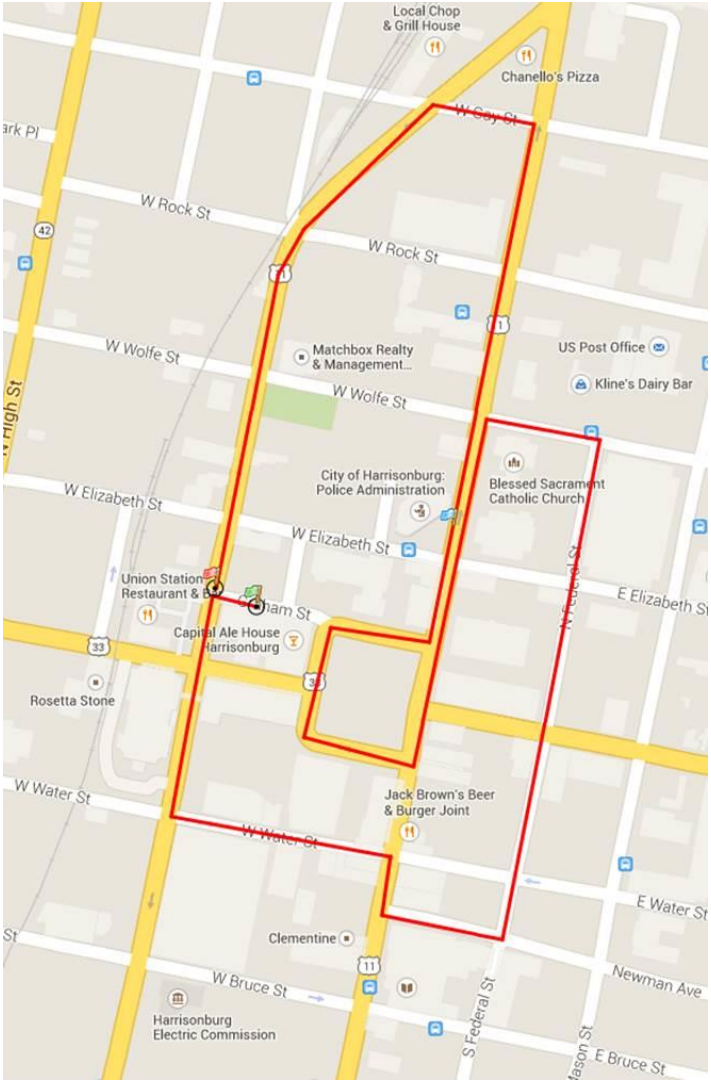 Local Chop
& Grill House
Chanello's Pizza
W Gay St
ark Pl
W Rock St
42
W Rock St
11
US Post Office
W Wolfe St
Matchbox Realty
& Management...
Kline's Dairy Bar
W Wolfe St
N High St
City of Harrisonburg:
Police Administration
Blessed Sacrament
Catholic Church
W Elizabeth St
W Elizabeth St
Union Station
Restaurant &
E Elizabeth St
N Federal St
Capital Ale House
Harrisonburg
33
33
Rosetta Stone
W Water St
Jack Brown's Beer
& Burger Joint
W Water St
E Water St
St
Clementine
11
Newman Ave
W Bruce St
S Federal St
Harrisonburg
Electric Commission
E Bruce St
Mason St